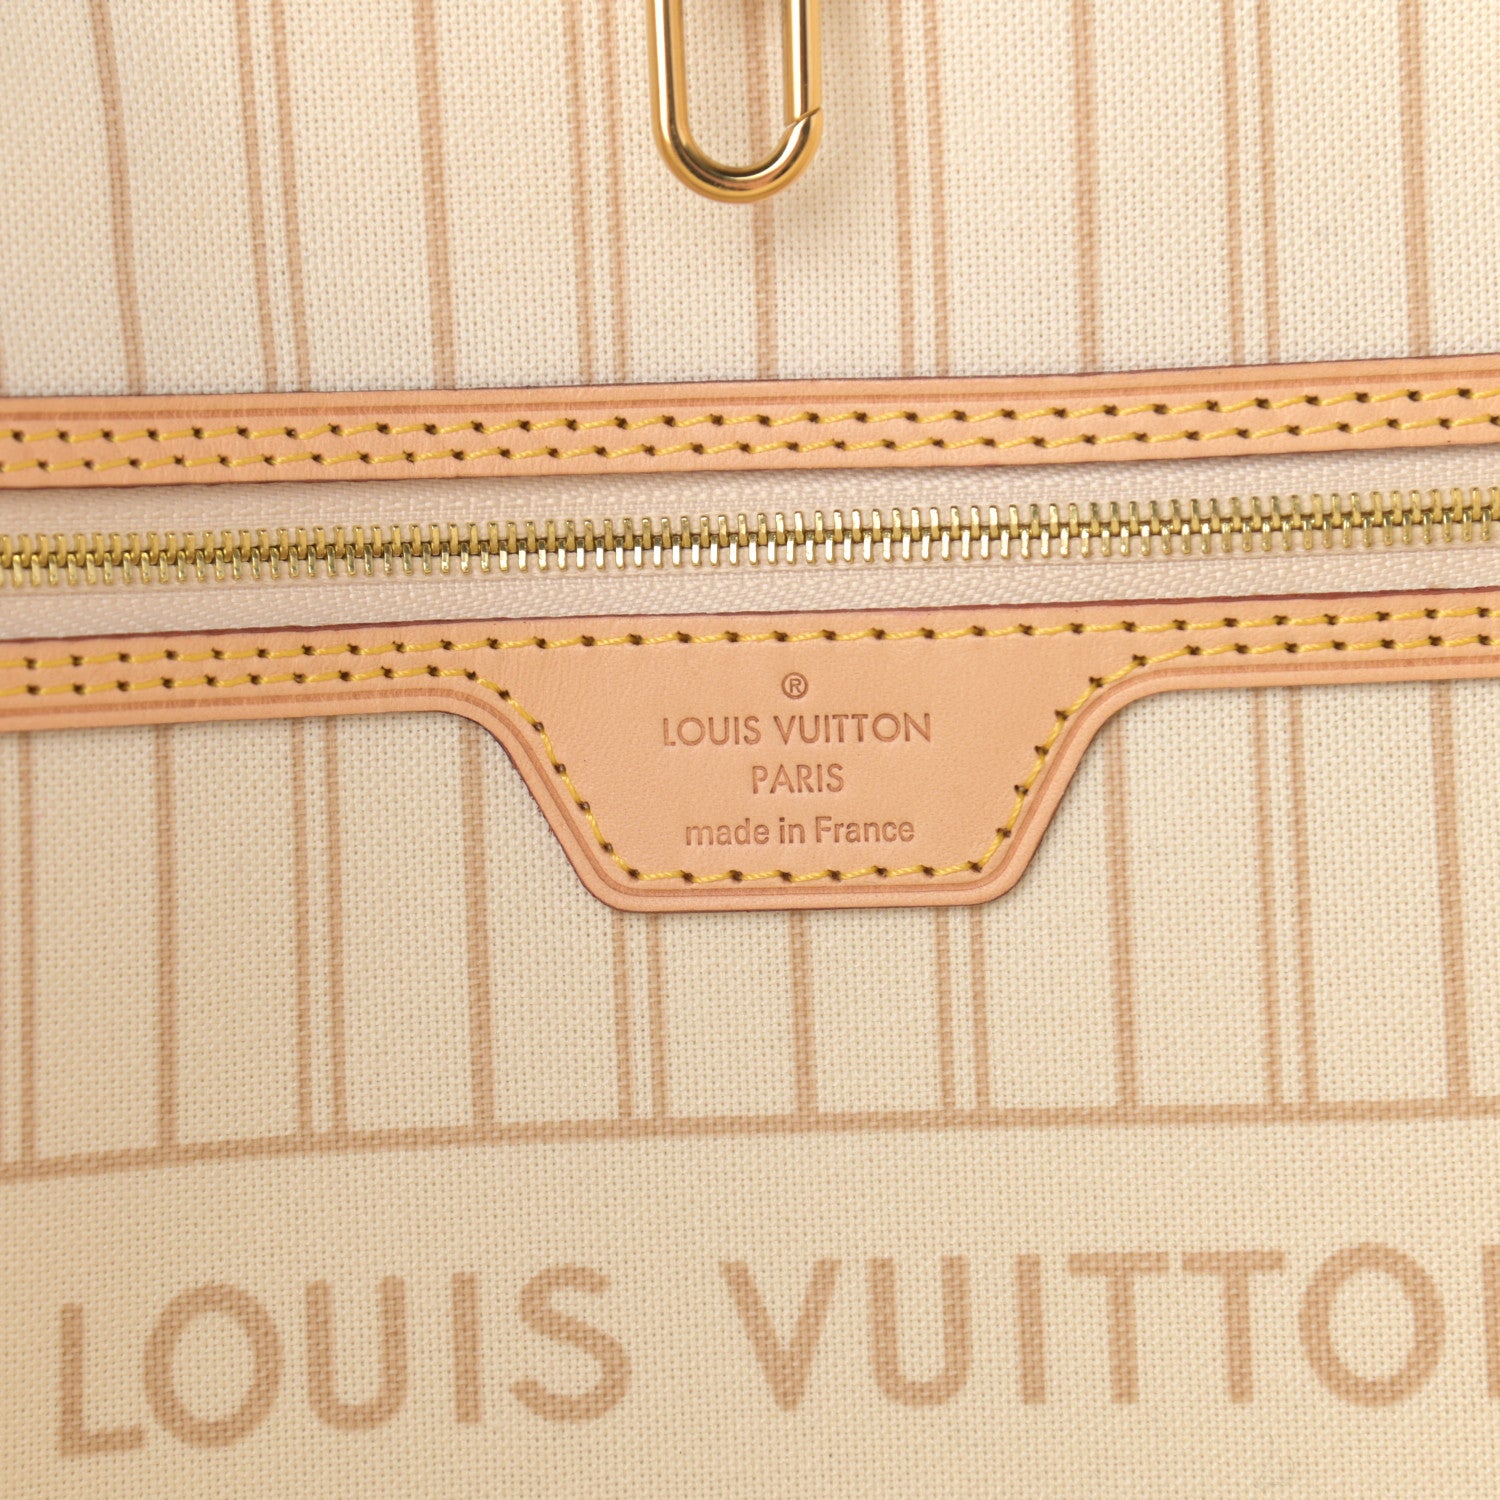 ®
LOUIS VUITTON
PARIS
made in France
LOUIS VUITTO